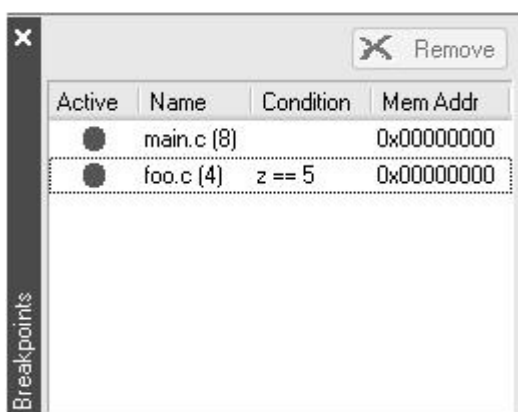 Remove
Active Name Condition Mem Addr
main.c (8) 0x00000000
foo.c (4) z == 5 0x00000000
Breakpoints